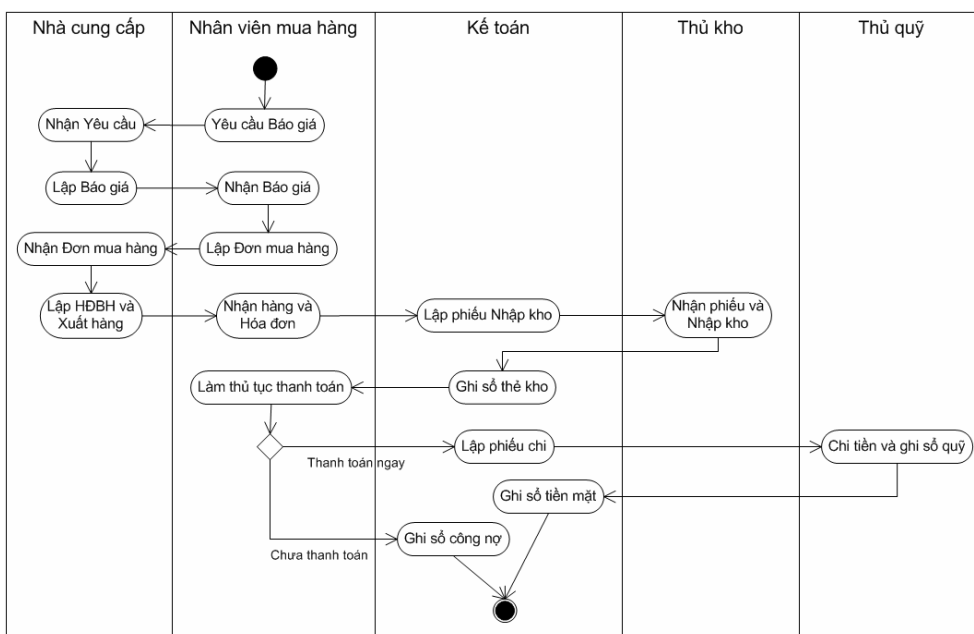 Nhà cung cấp
Nhân viên mua hàng
Kế toán
Thủ kho
Thủ quỹ
Nhận Yêu cầu
Yêu cầu Báo giá
Lập Báo giá
Nhận Báo giá
Nhận Đơn mua hàng
Lập Đơn mua hàng
Lập HĐBH và
Xuất hàng
Nhận hàng và
Hóa đơn
Lập phiếu Nhập kho
Nhận phiếu và
Nhập kho
Làm thủ tục thanh toán
Ghi sổ thẻ kho
Thanh toán ngay
Lập phiếu chi
Chi tiền và ghi sổ quỹ
Ghi sổ tiền mặt
Chưa thanh toán
Ghi sổ công nợ